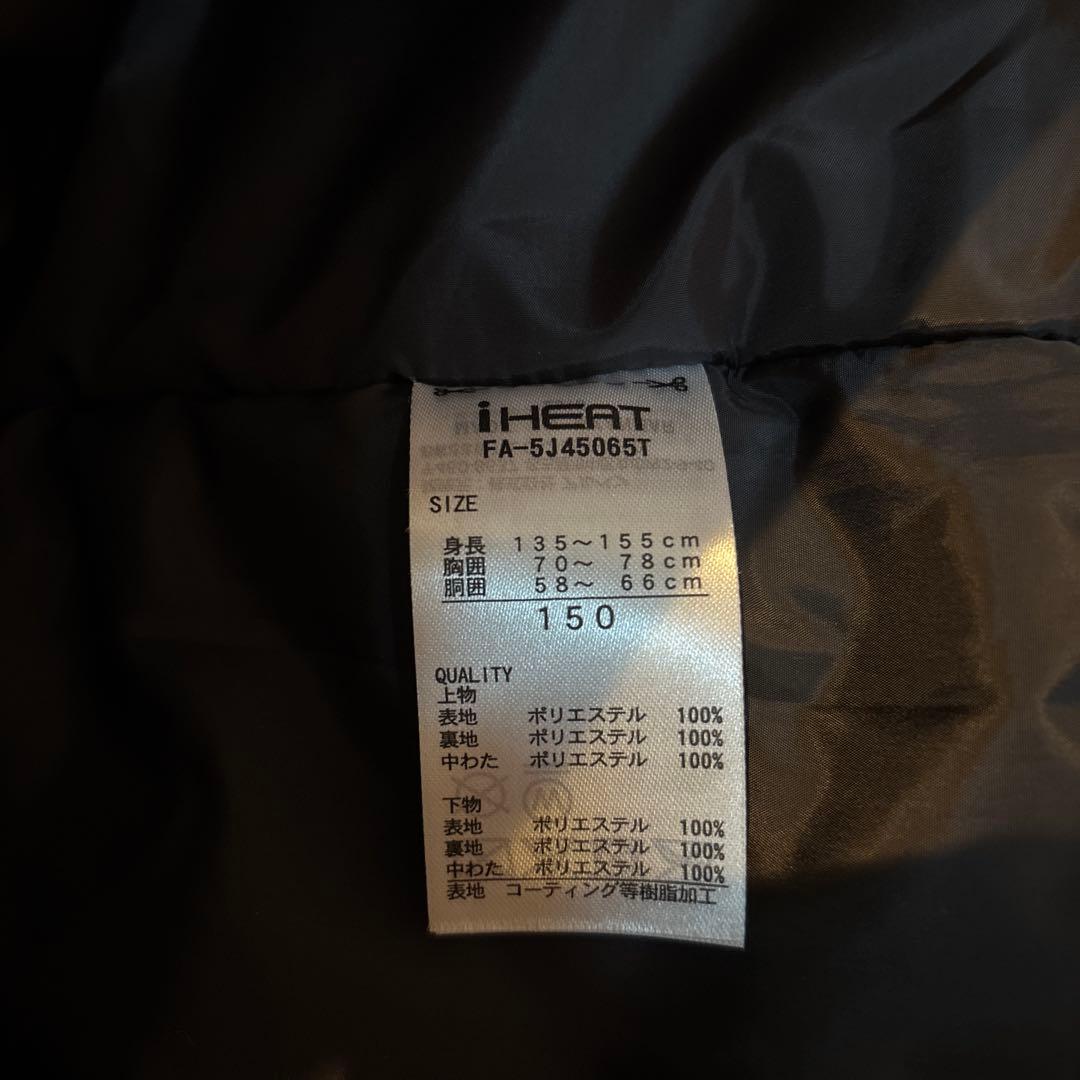 iHEAT
FA-5J45065T
SIZE
身長 135～155cm
胸囲 70～ 78cm
胴囲 58～ 66cm
150
QUALITY
上物
表地 ポリエステル 100%
裏地 ポリエステル 100%
中わた ポリエステル 100%
下物
表地 ポリエステル 100%
裏地 ポリエステル 100%
中わた ポリエステル 100%
表地 コーティング等樹脂加工